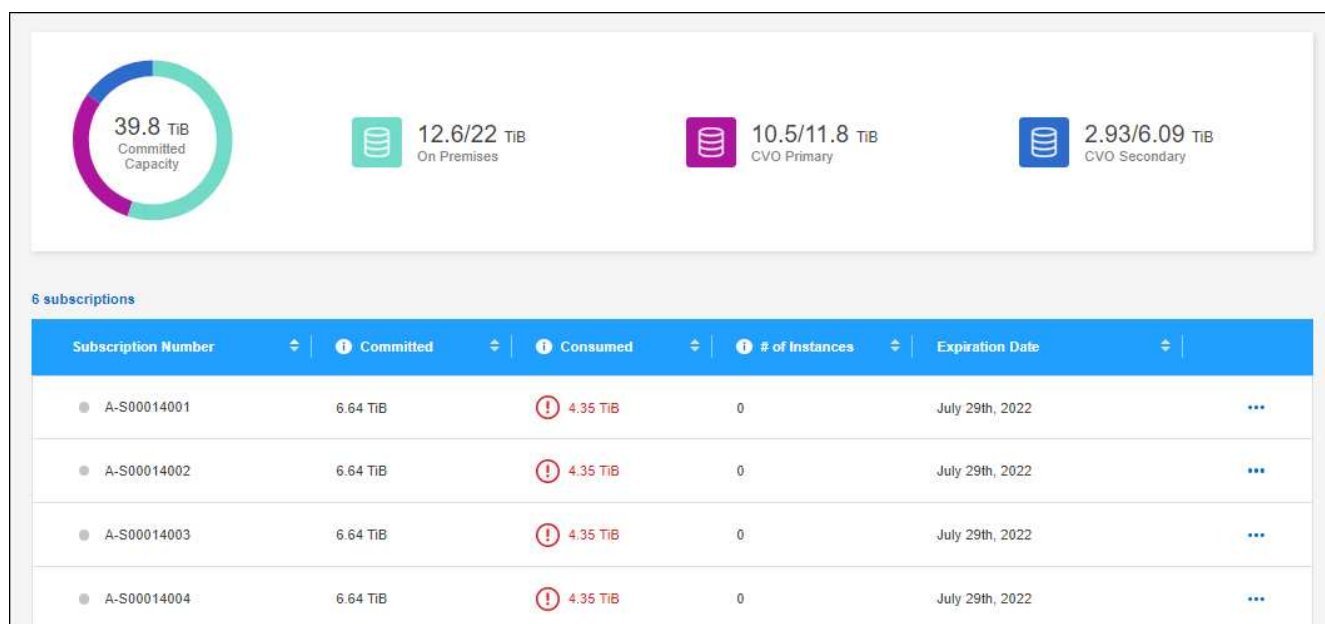 39.8 TiB
Committed
Capacity
12.6/22 TiB
On Premises
10.5/11.8 TiB
CVO Primary
2.93/6.09 TiB
CVO Secondary
6 subscriptions
Subscription Number Committed Consumed # of Instances Expiration Date
A-S00014001 6.64 TiB 4.35 TiB 0 July 29th, 2022
A-S00014002 6.64 TiB 4.35 TiB 0 July 29th, 2022
A-S00014003 6.64 TiB 4.35 TiB 0 July 29th, 2022
A-S00014004 6.64 TiB 4.35 TiB 0 July 29th, 2022